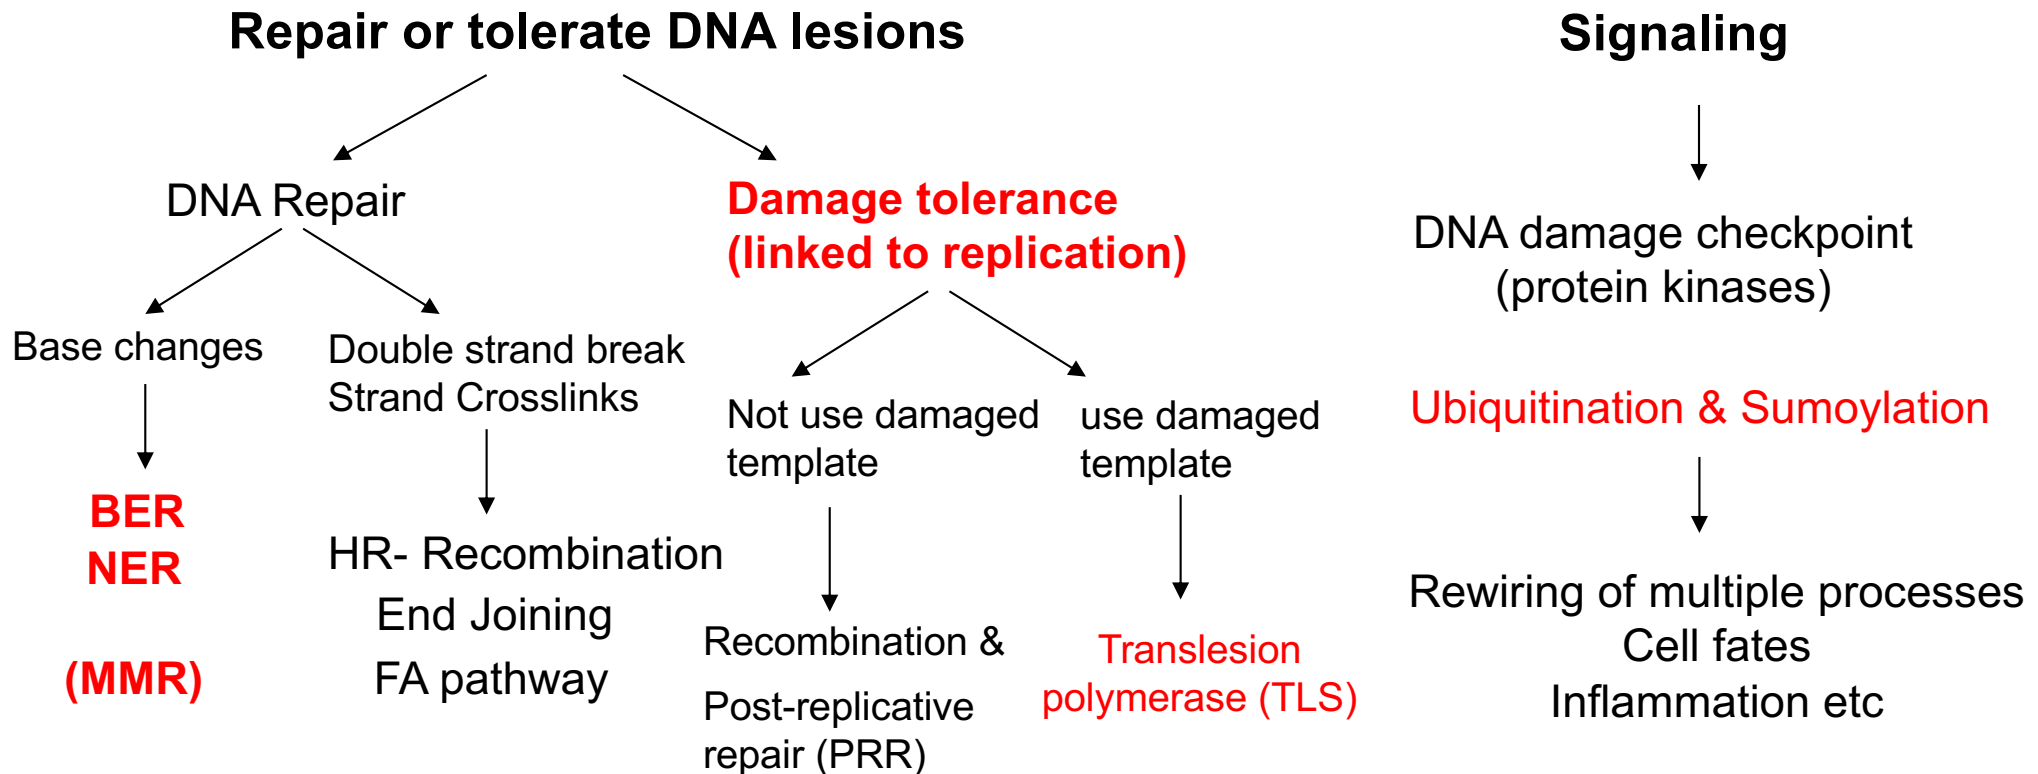 Repair or tolerate DNA lesions
Signaling
DNA Repair
Damage tolerance
(linked to replication)
DNA damage checkpoint
(protein kinases)
Base changes
Double strand break
Strand Crosslinks
Not use damaged
template
use damaged
template
Ubiquitination & Sumoylation
BER
NER
(MMR)
HR- Recombination
End Joining
FA pathway
Recombination &
Post-replicative
repair (PRR)
Translesion
polymerase (TLS)
Rewiring of multiple processes
Cell fates
Inflammation etc